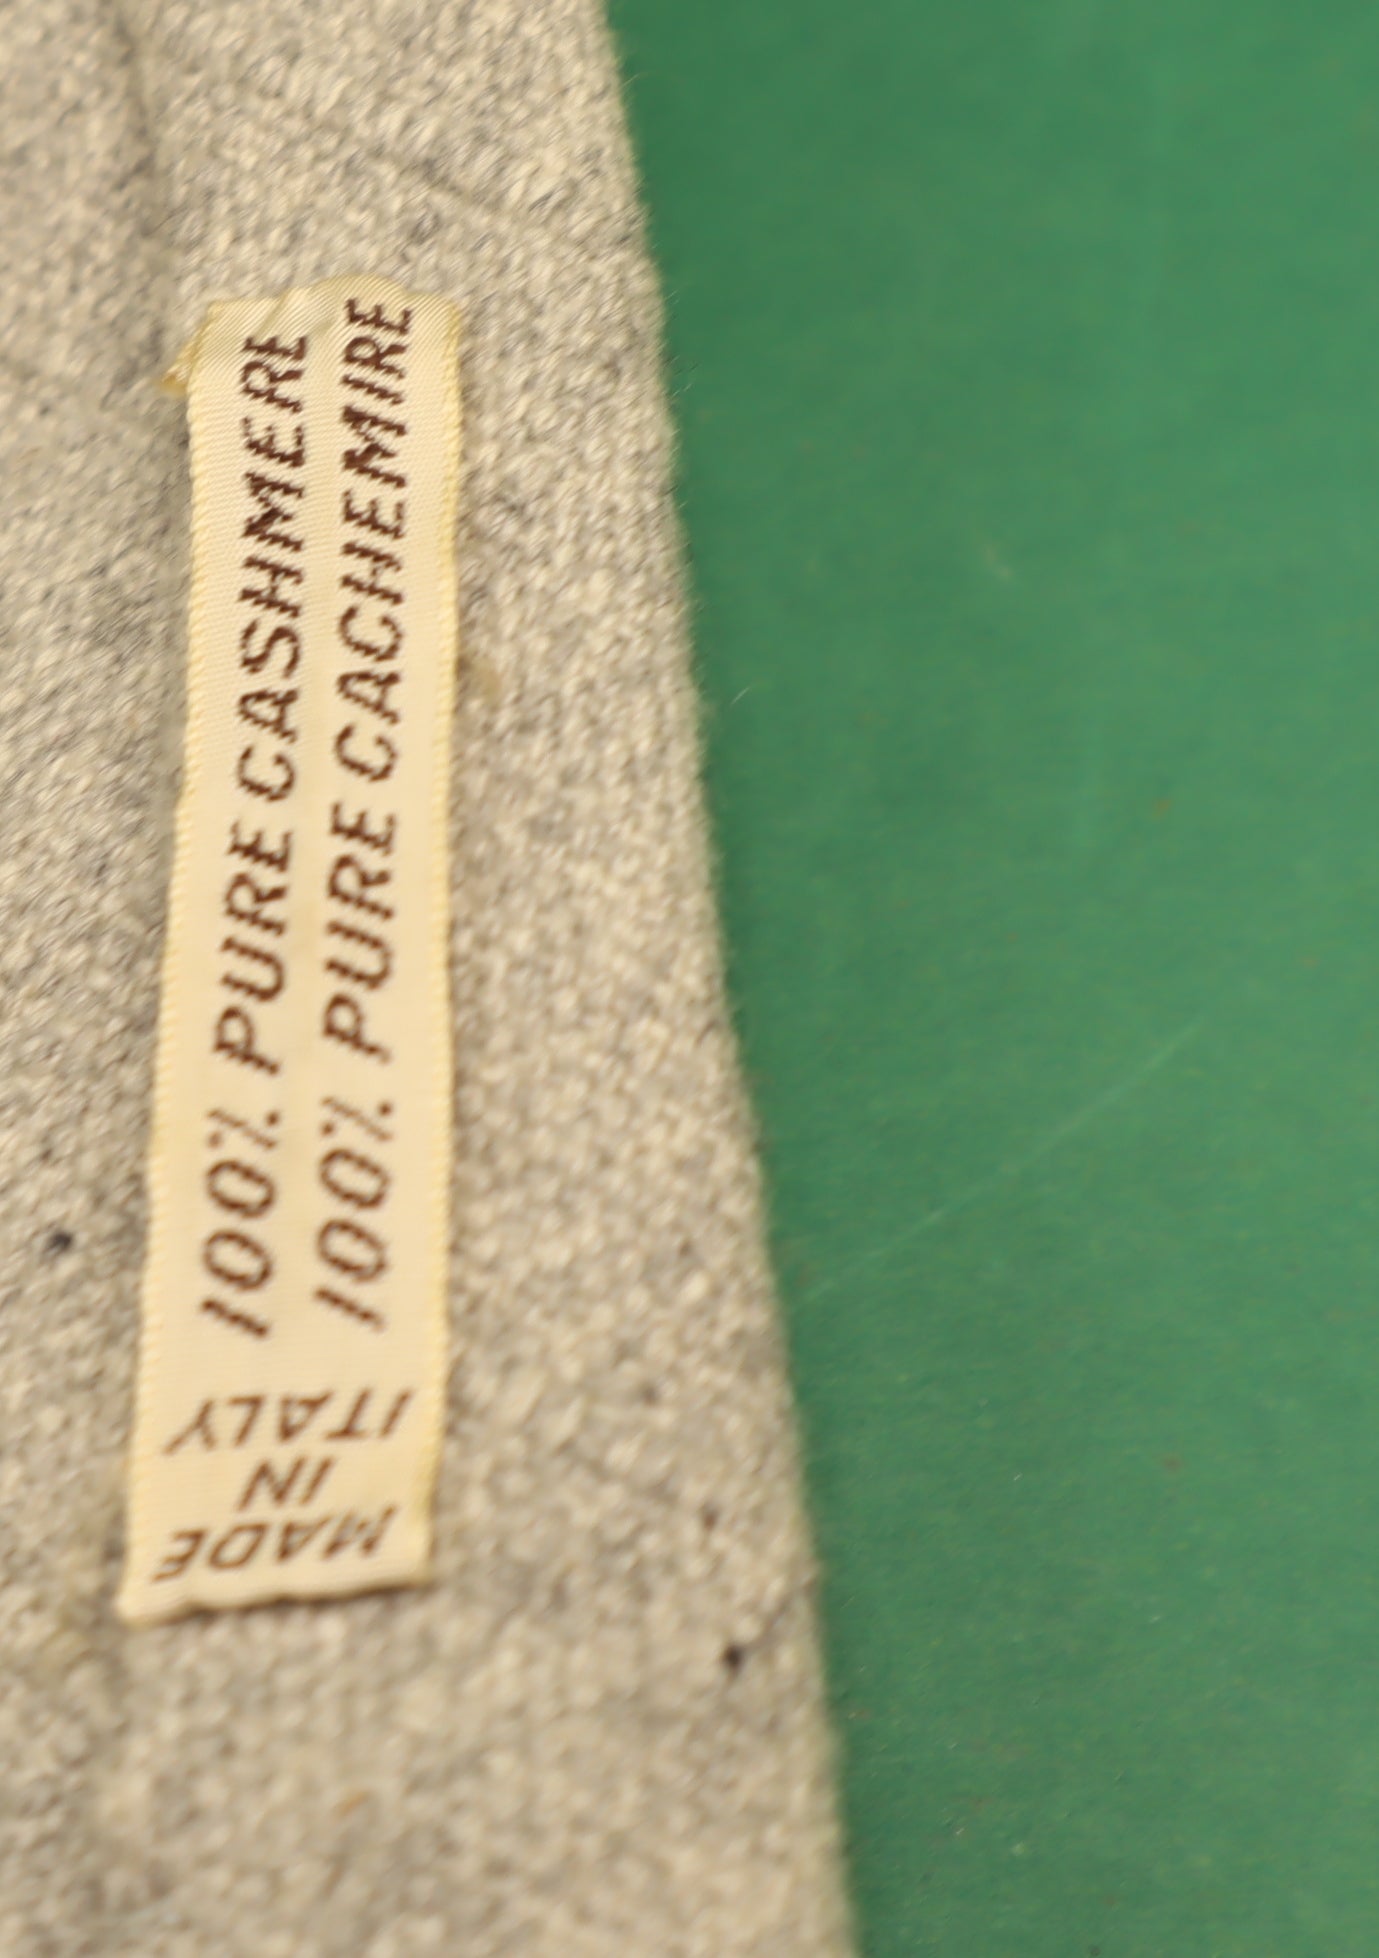 100% PURE CASHMERE
100% PURE CACHEMIRE
MADE
IN
ITALY